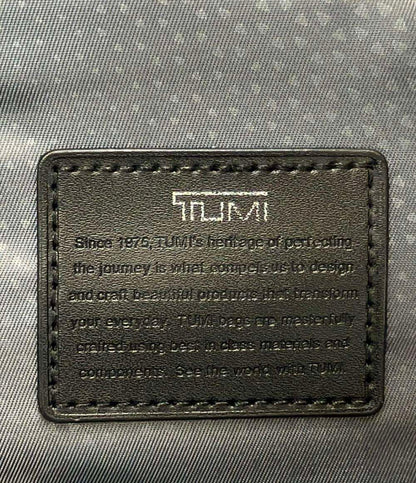 TUMI
Since 1975, TUMI's heritage of perfecting
the journey is what compels us to design
and craft beautiful products that transform
your everyday. TUMI bags are masterfully
crafted using best in class materials and
components. See the world with TUMI.